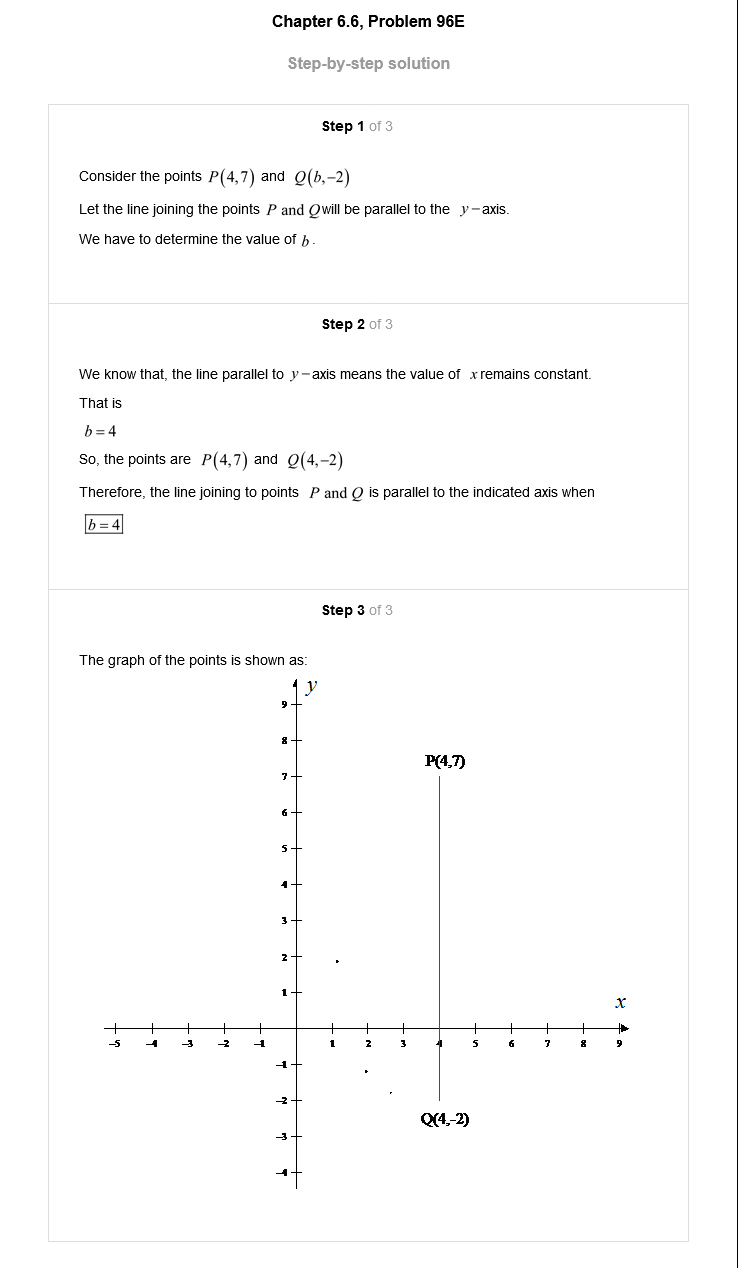 Chapter 6.6, Problem 96E
Step-by-step solution
Step 1 of 3
Consider the points P(4,7) and Q(b,−2)
Let the line joining the points P and Q will be parallel to the y−axis.
We have to determine the value of b.
Step 2 of 3
We know that, the line parallel to y−axis means the value of x remains constant.
That is
b = 4
So, the points are P(4,7) and Q(4,−2)
Therefore, the line joining to points P and Q is parallel to the indicated axis when
b = 4
Step 3 of 3
The graph of the points is shown as:
y
9
8
P(4,7)
7
6
5
4
3
2
1
x
-5 -4 -3 -2 -1 1 2 3 4 5 6 7 8 9
-1
-2
Q(4,-2)
-3
-4